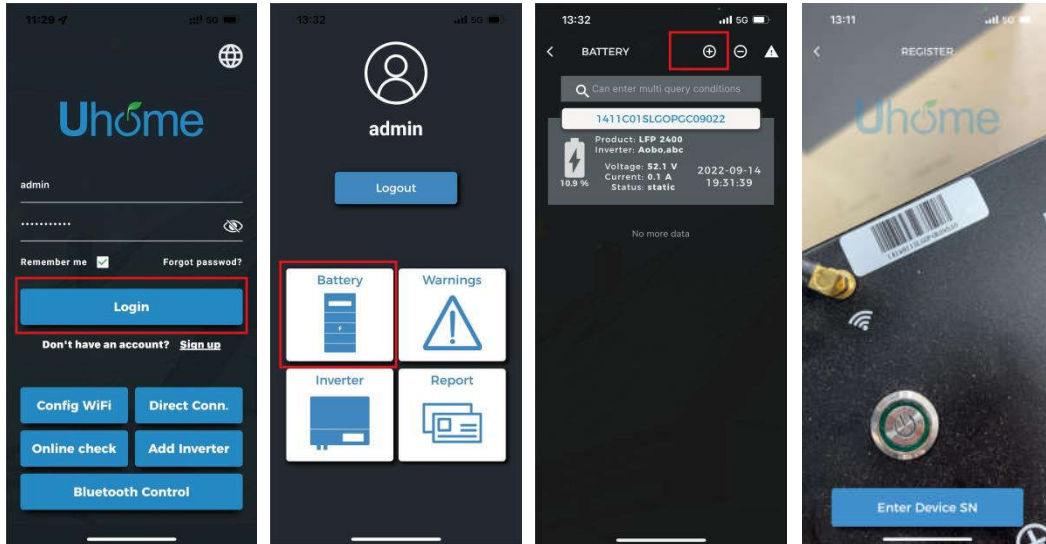 11:29
5G
Uhome
admin
...........
Remember me
Forgot passwod?
Login
Don't have an account? Sign up
Config WiFi
Direct Conn.
Online check
Add Inverter
Bluetooth Control
13:32
5G
admin
Logout
Battery
Warnings
Inverter
Report
13:32
5G
BATTERY
Can enter multi query conditions
1411C01SLGOPGC09022
Product: LFP 2400
Inverter: Aobo,abc
Voltage: 52.1 V
Current: 0.1 A
Status: static
10.9 %
2022-09-14
19:31:39
No more data
13:11
5G
REGISTER
Uhome
Enter Device SN